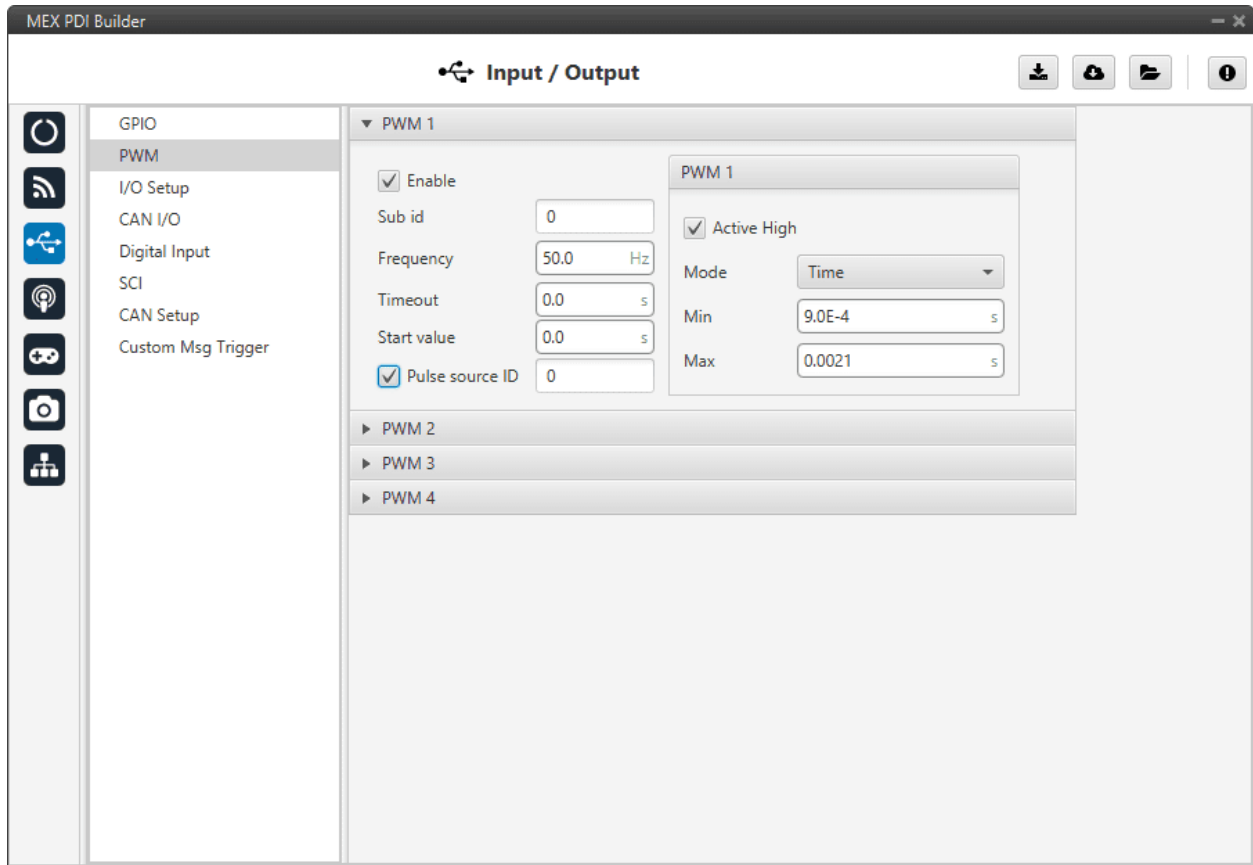 MEX PDI Builder
Input / Output
GPIO
PWM
I/O Setup
CAN I/O
Digital Input
SCI
CAN Setup
Custom Msg Trigger
PWM 1
Enable
Sub id 0
Frequency 50.0 Hz
Timeout 0.0 s
Start value 0.0 s
Pulse source ID 0
PWM 1
Active High
Mode Time
Min 9.0E-4 s
Max 0.0021 s
PWM 2
PWM 3
PWM 4